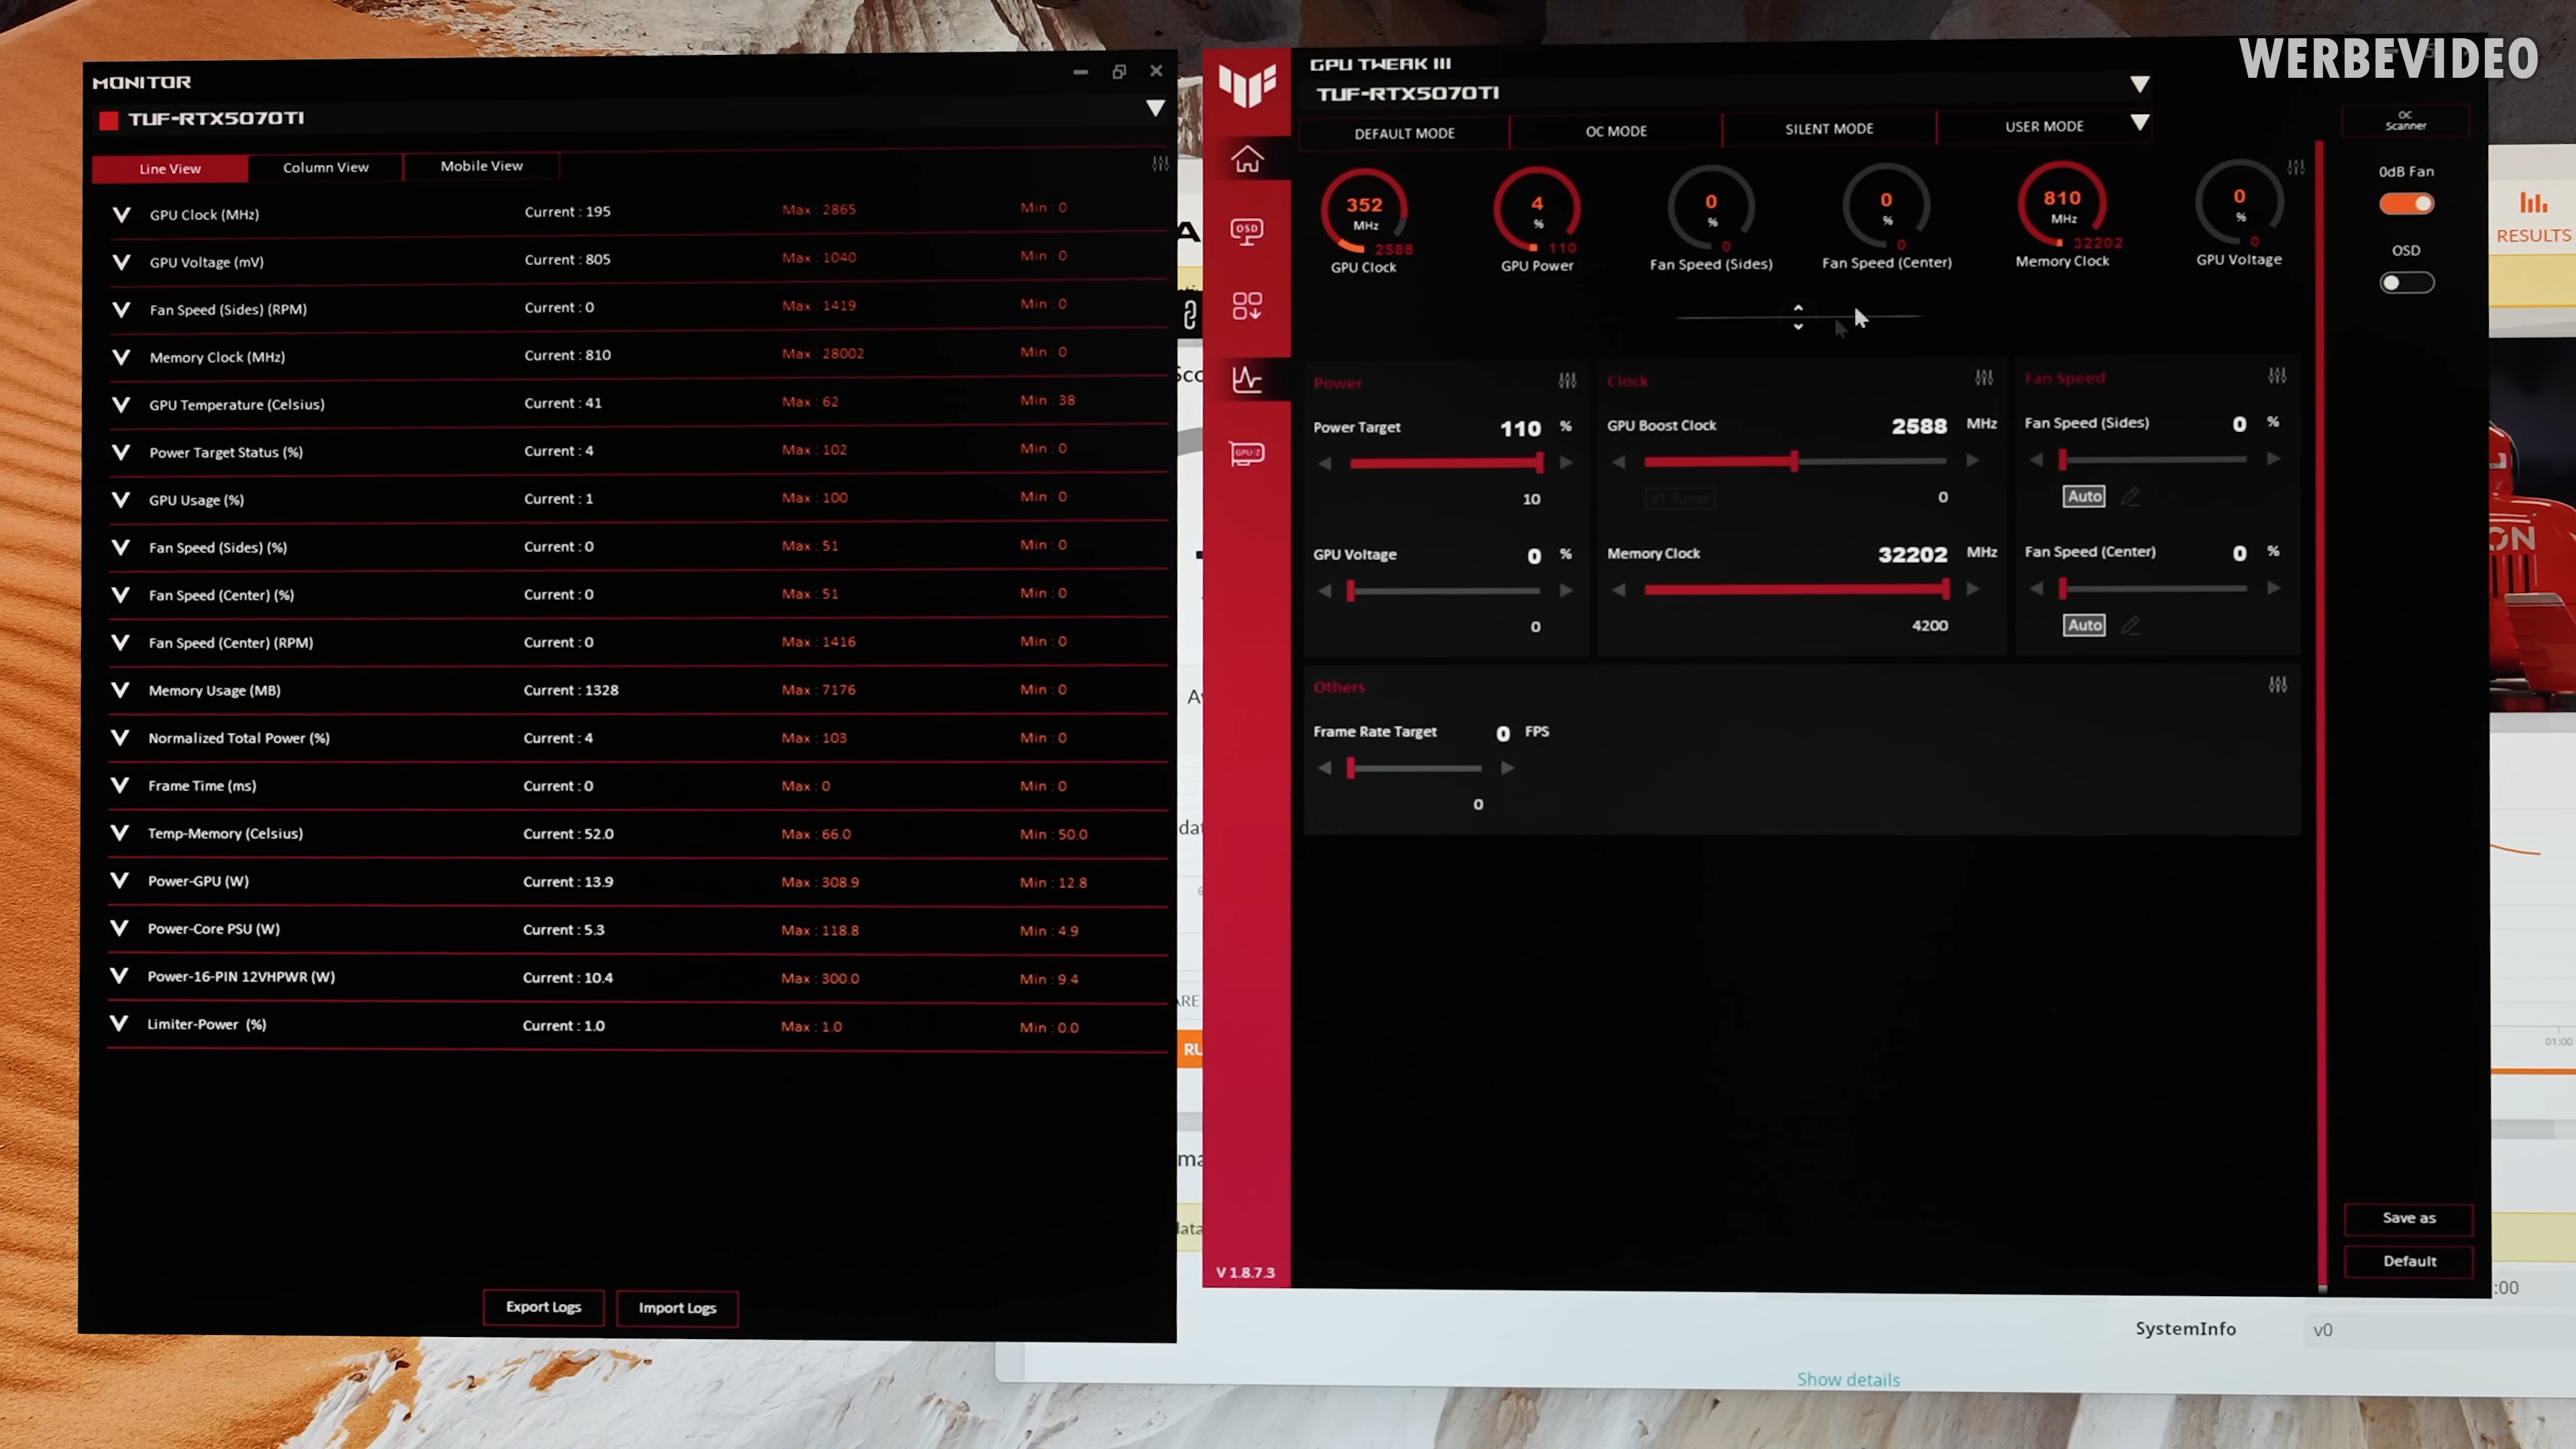 WERBEVIDEO
MONITOR
TUF-RTX5070TI
Line View
Column View
Mobile View
GPU Clock (MHz) Current : 195 Max : 2865 Min : 0
GPU Voltage (mV) Current : 805 Max : 1040 Min : 0
Fan Speed (Sides) (RPM) Current : 0 Max : 1419 Min : 0
Memory Clock (MHz) Current : 810 Max : 28002 Min : 0
GPU Temperature (Celsius) Current : 41 Max : 62 Min : 38
Power Target Status (%) Current : 4 Max : 102 Min : 0
GPU Usage (%) Current : 1 Max : 100 Min : 0
Fan Speed (Sides) (%) Current : 0 Max : 51 Min : 0
Fan Speed (Center) (%) Current : 0 Max : 51 Min : 0
Fan Speed (Center) (RPM) Current : 0 Max : 1416 Min : 0
Memory Usage (MB) Current : 1328 Max : 7176 Min : 0
Normalized Total Power (%) Current : 4 Max : 103 Min : 0
Frame Time (ms) Current : 0 Max : 0 Min : 0
Temp-Memory (Celsius) Current : 52.0 Max : 66.0 Min : 50.0
Power-GPU (W) Current : 13.9 Max : 308.9 Min : 12.8
Power-Core PSU (W) Current : 5.3 Max : 118.8 Min : 4.9
Power-16-PIN 12VHPWR (W) Current : 10.4 Max : 300.0 Min : 9.4
Limiter-Power (%) Current : 1.0 Max : 1.0 Min : 0.0
Export Logs
Import Logs
GPU TWEAK III
TUF-RTX5070TI
DEFAULT MODE
OC MODE
SILENT MODE
USER MODE
OSD
GPU-Z
V 1.8.7.3
352
MHz
2588
GPU Clock
4
%
110
GPU Power
0
%
0
Fan Speed (Sides)
0
%
0
Fan Speed (Center)
810
MHz
32202
Memory Clock
0
%
0
GPU Voltage
Power
Power Target 110 %
10
GPU Voltage 0 %
0
Clock
GPU Boost Clock 2588 MHz
VF Tuner
0
Memory Clock 32202 MHz
4200
Fan Speed
Fan Speed (Sides) 0 %
Auto
Fan Speed (Center) 0 %
Auto
Others
Frame Rate Target 0 FPS
0
OC
Scanner
0dB Fan
OSD
Save as
Default
RESULTS
01:00
:00
SystemInfo v0
Show details